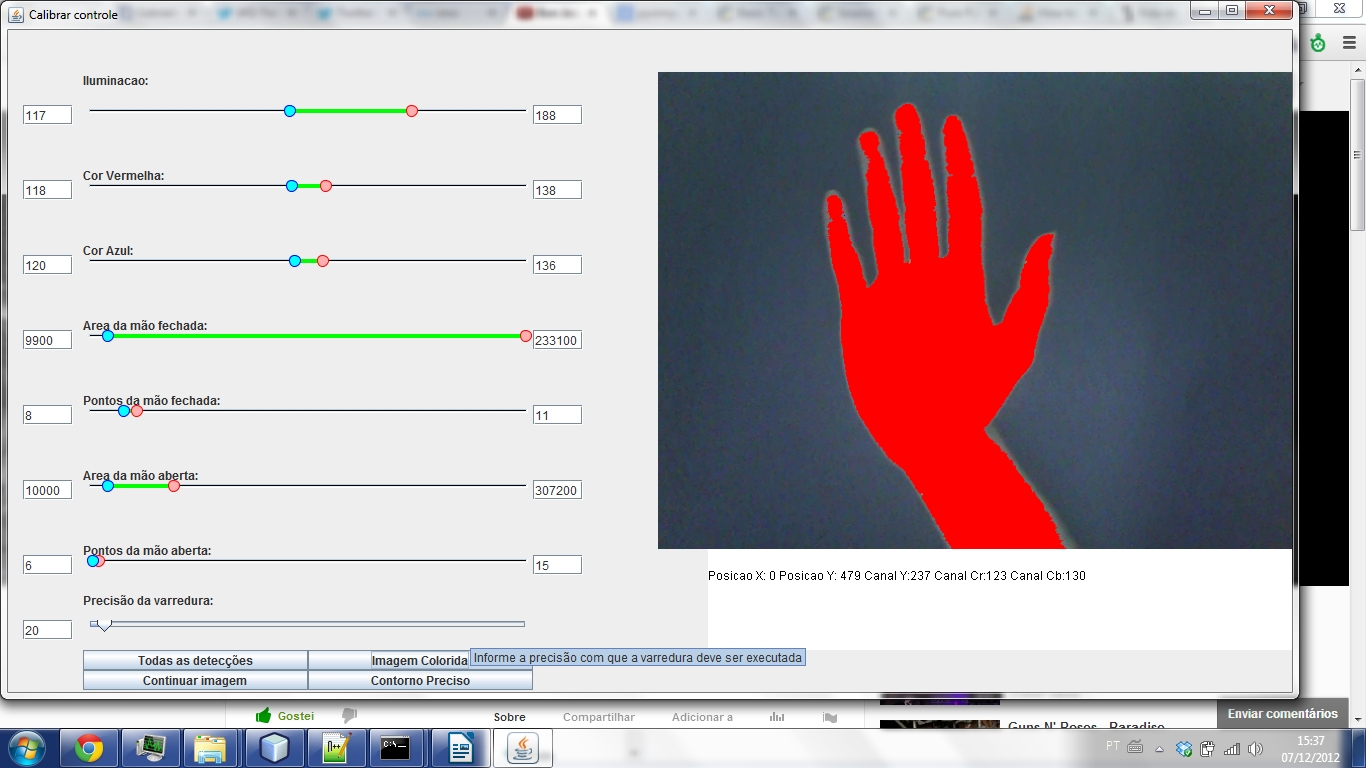 Calibrar controle
Iluminacao:
117 188
Cor Vermelha:
118 138
Cor Azul:
120 136
Area da mão fechada:
9900 233100
Pontos da mão fechada:
8 11
Area da mão aberta:
10000 307200
Pontos da mão aberta:
6 15
Precisão da varredura:
20
Posicao X: 0 Posicao Y: 479 Canal Y:237 Canal Cr:123 Canal Cb:130
Todas as detecções Imagem Colorida
Informe a precisão com que a varredura deve ser executada
Continuar imagem Contorno Preciso
Gostei Sobre Compartilhar Adicionar a
Guns N' Roses - Paradise
Enviar comentários
C:\
PT 15:37
07/12/2012